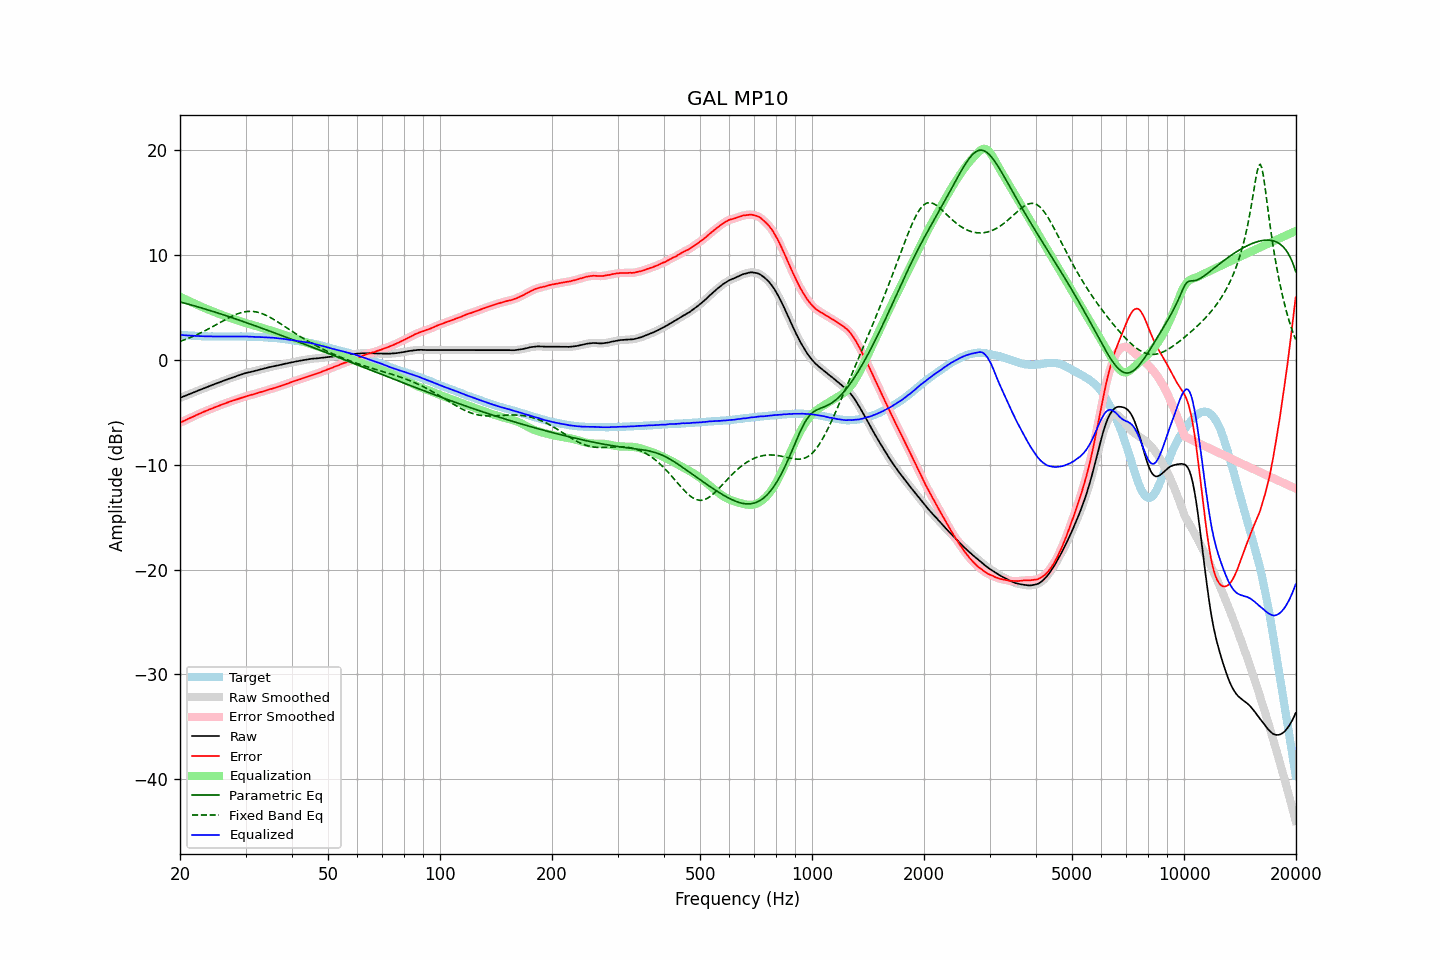 GAL MP10
Amplitude (dBr)
20
10
0
−10
−20
−30
−40
Target
Raw Smoothed
Error Smoothed
Raw
Error
Equalization
Parametric Eq
Fixed Band Eq
Equalized
20 50 100 200 500 1000 2000 5000 10000 20000
Frequency (Hz)